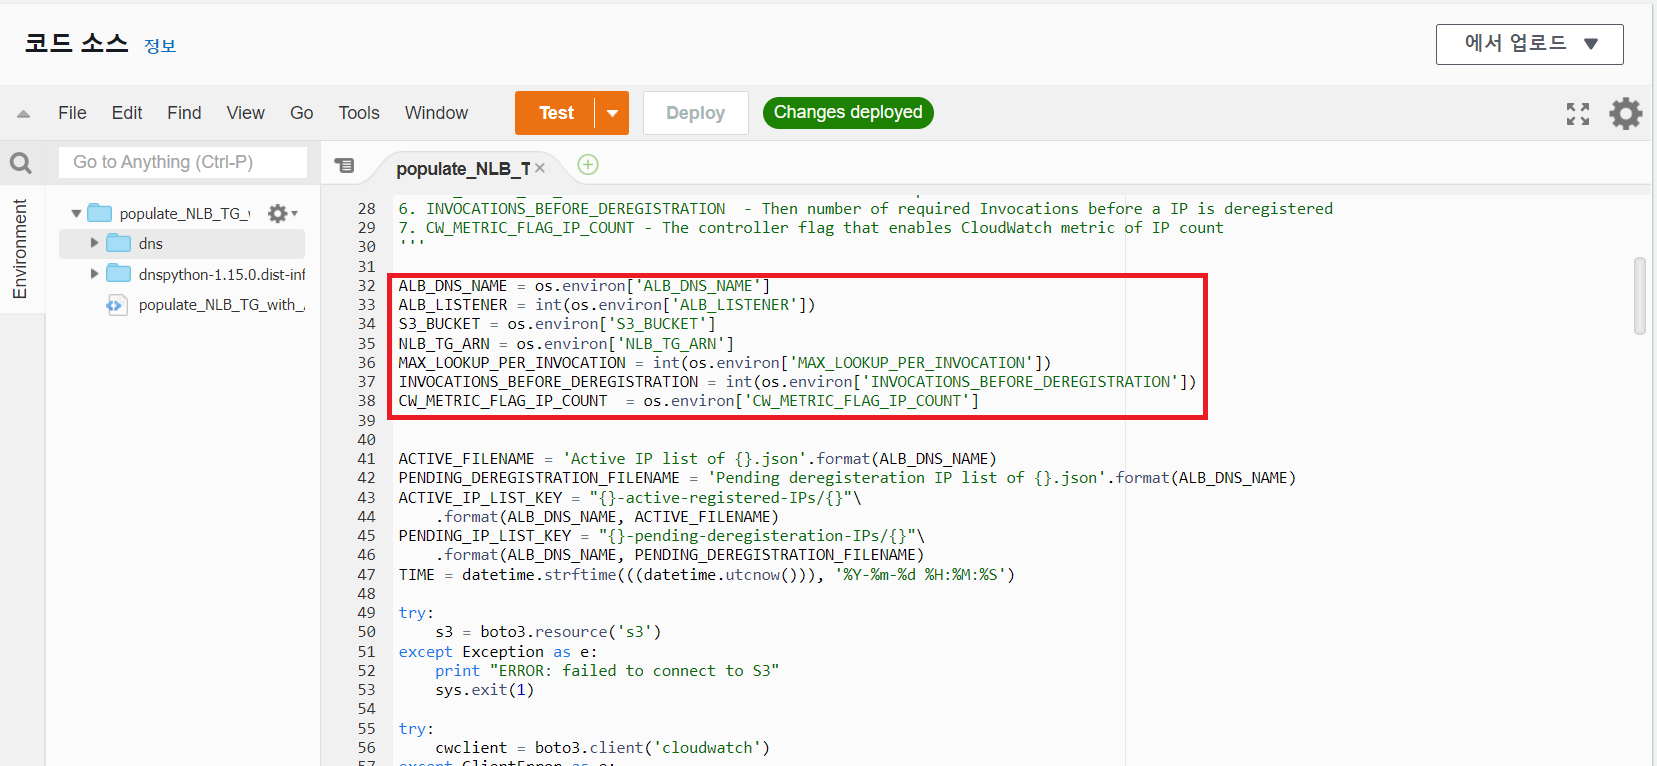 코드 소스 정보
에서 업로드
File Edit Find View Go Tools Window Test Deploy Changes deployed
Go to Anything (Ctrl-P)
populate_NLB_T
Environment
populate_NLB_TG_
dns
dnspython-1.15.0.dist-inf
populate_NLB_TG_with_
28 6. INVOCATIONS_BEFORE_DEREGISTRATION  - Then number of required Invocations before a IP is deregistered
29 7. CW_METRIC_FLAG_IP_COUNT - The controller flag that enables CloudWatch metric of IP count
30 '''
31
32 ALB_DNS_NAME = os.environ['ALB_DNS_NAME']
33 ALB_LISTENER = int(os.environ['ALB_LISTENER'])
34 S3_BUCKET = os.environ['S3_BUCKET']
35 NLB_TG_ARN = os.environ['NLB_TG_ARN']
36 MAX_LOOKUP_PER_INVOCATION = int(os.environ['MAX_LOOKUP_PER_INVOCATION'])
37 INVOCATIONS_BEFORE_DEREGISTRATION = int(os.environ['INVOCATIONS_BEFORE_DEREGISTRATION'])
38 CW_METRIC_FLAG_IP_COUNT  = os.environ['CW_METRIC_FLAG_IP_COUNT']
39
40
41 ACTIVE_FILENAME = 'Active IP list of {}.json'.format(ALB_DNS_NAME)
42 PENDING_DEREGISTRATION_FILENAME = 'Pending deregisteration IP list of {}.json'.format(ALB_DNS_NAME)
43 ACTIVE_IP_LIST_KEY = "{}-active-registered-IPs/{}"\
44     .format(ALB_DNS_NAME, ACTIVE_FILENAME)
45 PENDING_IP_LIST_KEY = "{}-pending-deregisteration-IPs/{}"\
46     .format(ALB_DNS_NAME, PENDING_DEREGISTRATION_FILENAME)
47 TIME = datetime.strftime(((datetime.utcnow())), '%Y-%m-%d %H:%M:%S')
48
49 try:
50     s3 = boto3.resource('s3')
51 except Exception as e:
52     print "ERROR: failed to connect to S3"
53     sys.exit(1)
54
55 try:
56     cwclient = boto3.client('cloudwatch')
57 except ClientError as e: